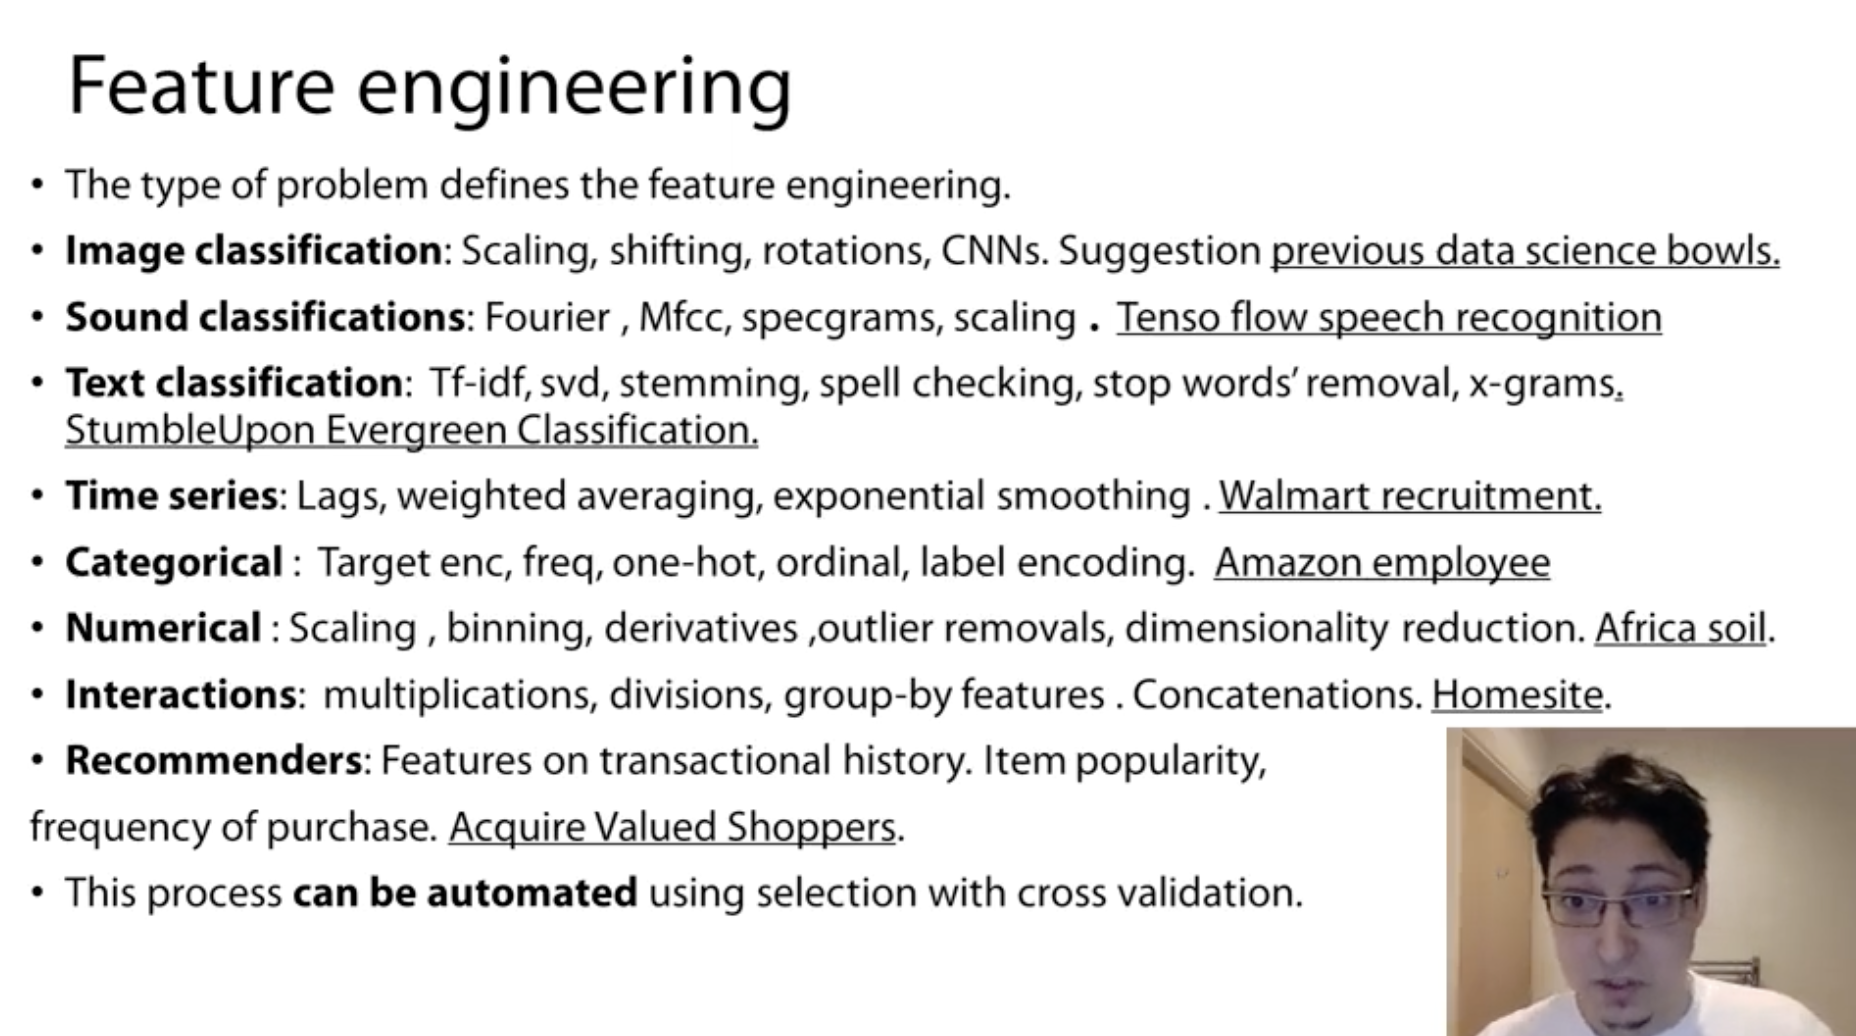 Feature engineering
• The type of problem defines the feature engineering.
• Image classification: Scaling, shifting, rotations, CNNs. Suggestion previous data science bowls.
• Sound classifications: Fourier , Mfcc, specgrams, scaling . Tenso flow speech recognition
• Text classification: Tf-idf, svd, stemming, spell checking, stop words’ removal, x-grams.
StumbleUpon Evergreen Classification.
• Time series: Lags, weighted averaging, exponential smoothing . Walmart recruitment.
• Categorical : Target enc, freq, one-hot, ordinal, label encoding. Amazon employee
• Numerical : Scaling , binning, derivatives ,outlier removals, dimensionality reduction. Africa soil.
• Interactions: multiplications, divisions, group-by features . Concatenations. Homesite.
• Recommenders: Features on transactional history. Item popularity,
frequency of purchase. Acquire Valued Shoppers.
• This process can be automated using selection with cross validation.